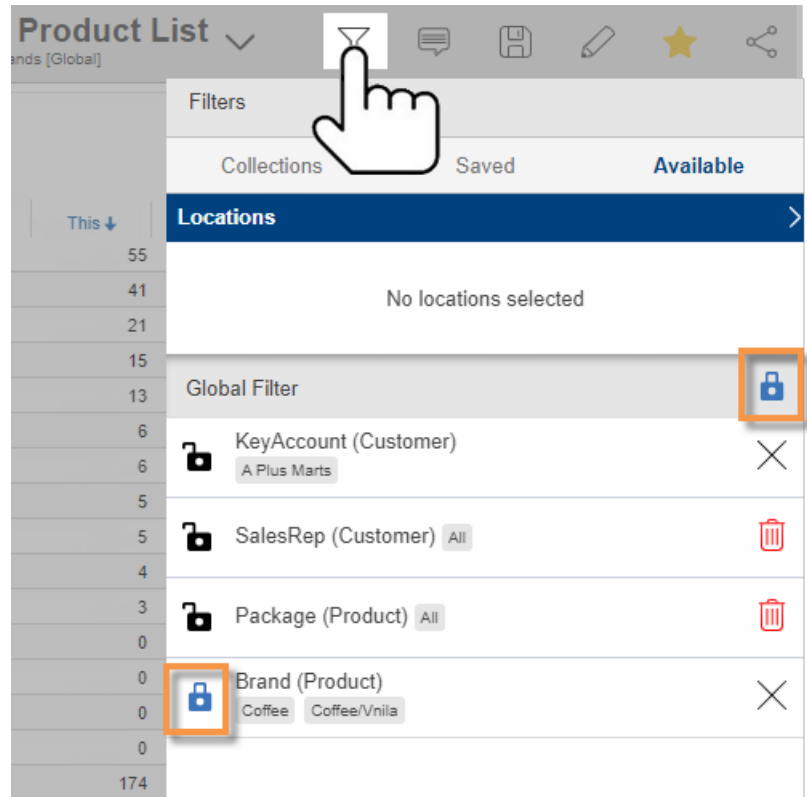 Product List
ands [Global]
Filters
Collections
Saved
Available
Locations
No locations selected
This
55
41
21
15
13
6
6
5
5
4
3
0
0
0
0
174
Global Filter
KeyAccount (Customer)
A Plus Marts
SalesRep (Customer) All
Package (Product) All
Brand (Product)
Coffee Coffee/Vnila